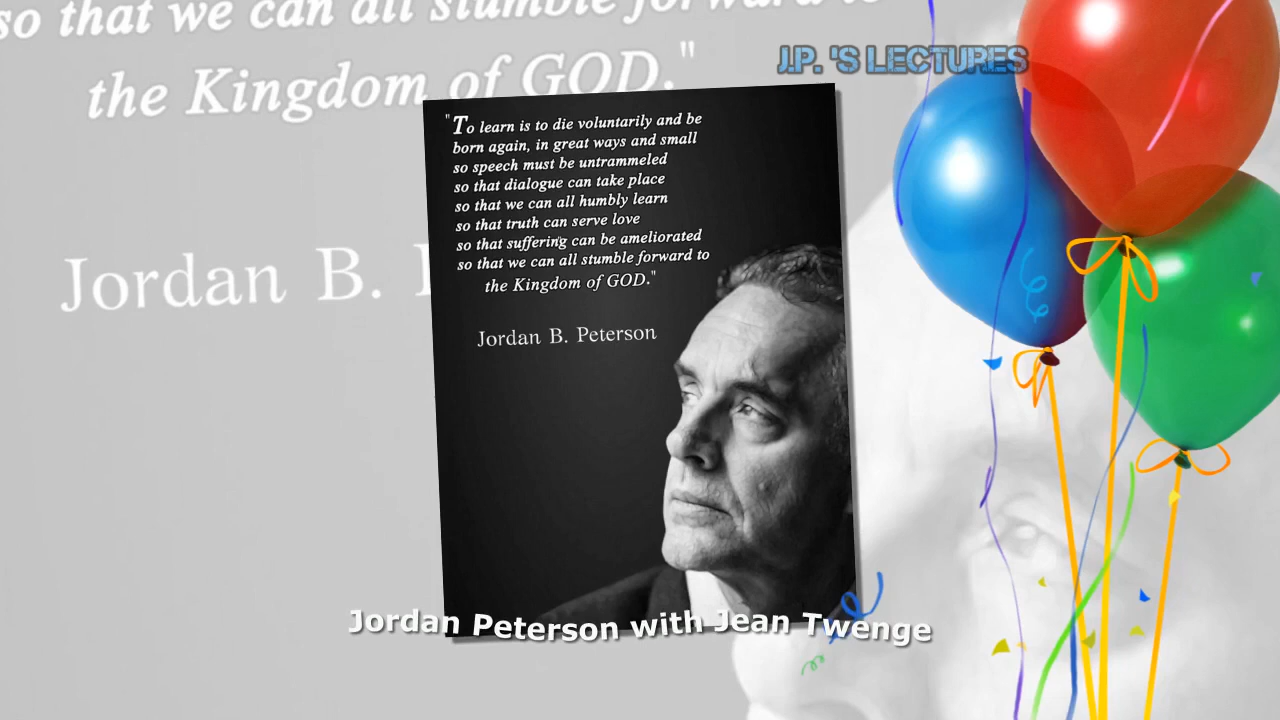 so that we can all stumble forward to
the Kingdom of GOD."
Jordan B.
J.P. 'S LECTURES
"To learn is to die voluntarily and be
born again, in great ways and small
so speech must be untrammeled
so that dialogue can take place
so that we can all humbly learn
so that truth can serve love
so that suffering can be ameliorated
so that we can all stumble forward to
the Kingdom of GOD."
Jordan B. Peterson
Jordan Peterson with Jean Twenge